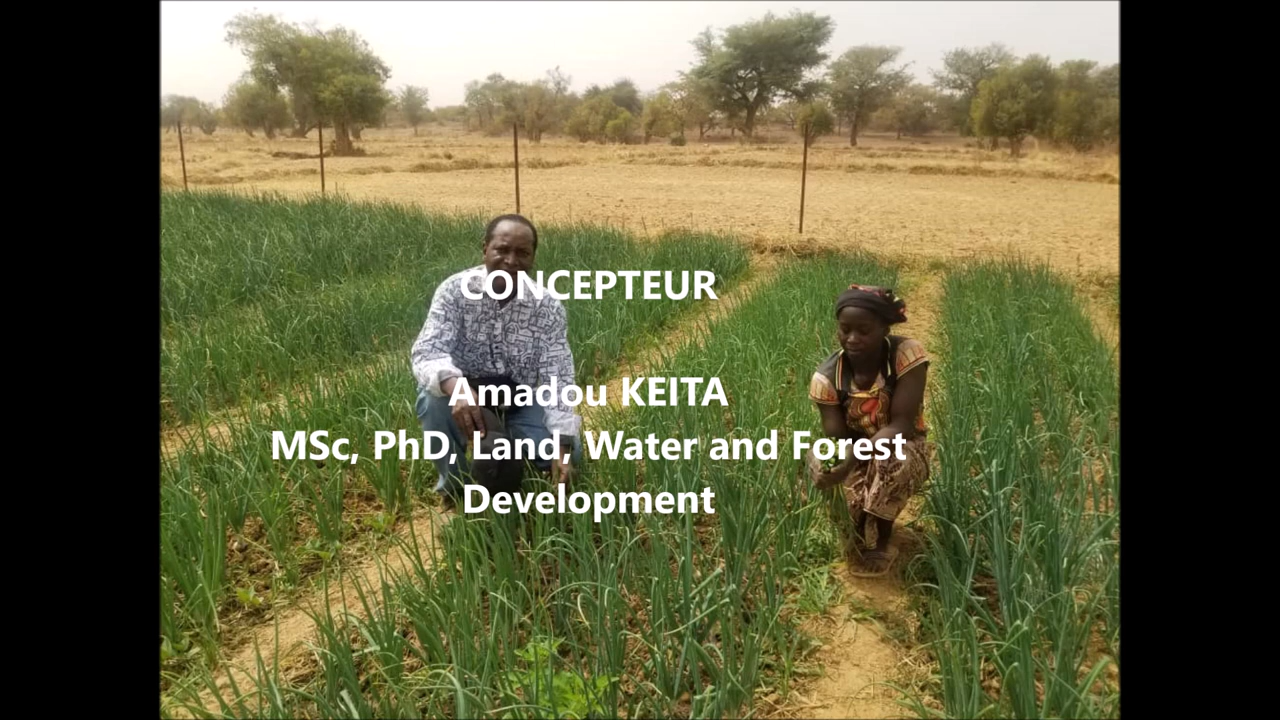 CONCEPTEUR
Amadou KEITA
MSc, PhD, Land, Water and Forest
Development